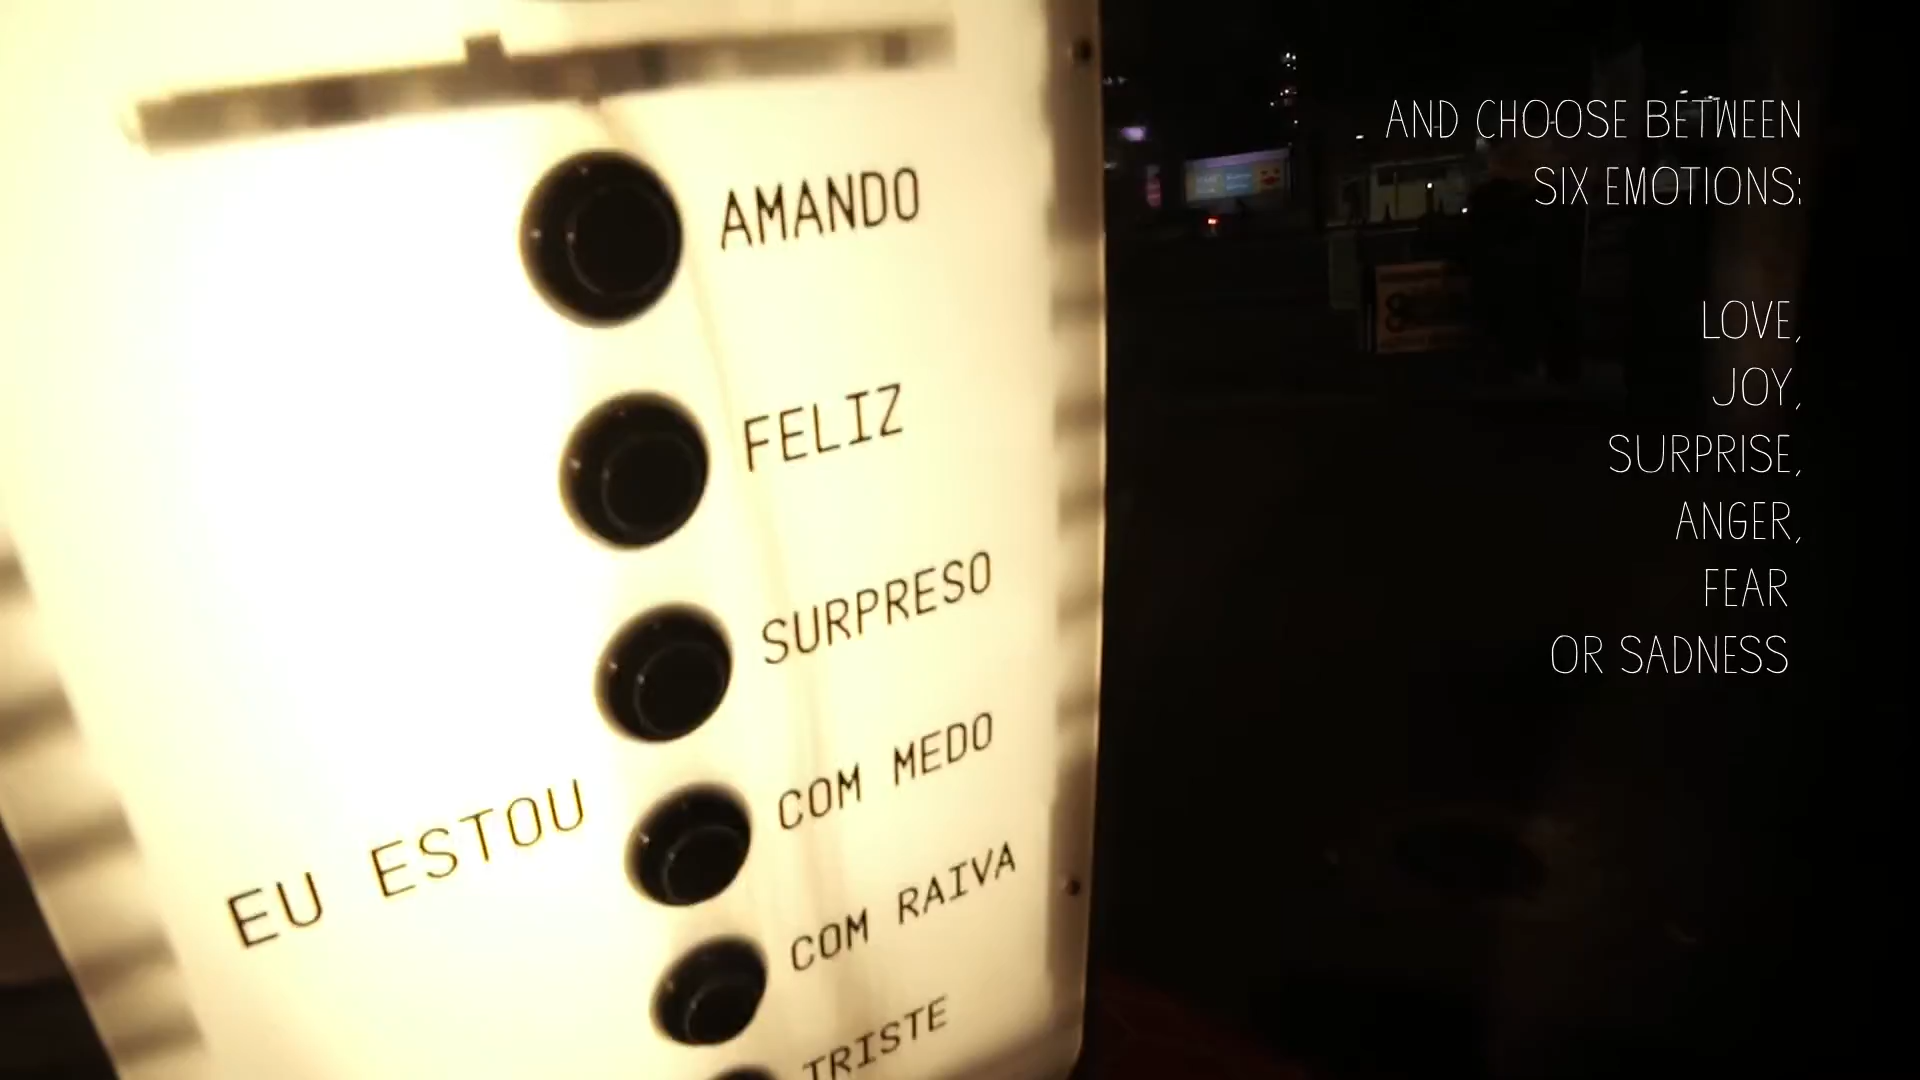 AMANDO
FELIZ
SURPRESO
EU ESTOU
COM MEDO
COM RAIVA
TRISTE
AND CHOOSE BETWEEN
SIX EMOTIONS:
LOVE,
JOY,
SURPRISE,
ANGER,
FEAR
OR SADNESS